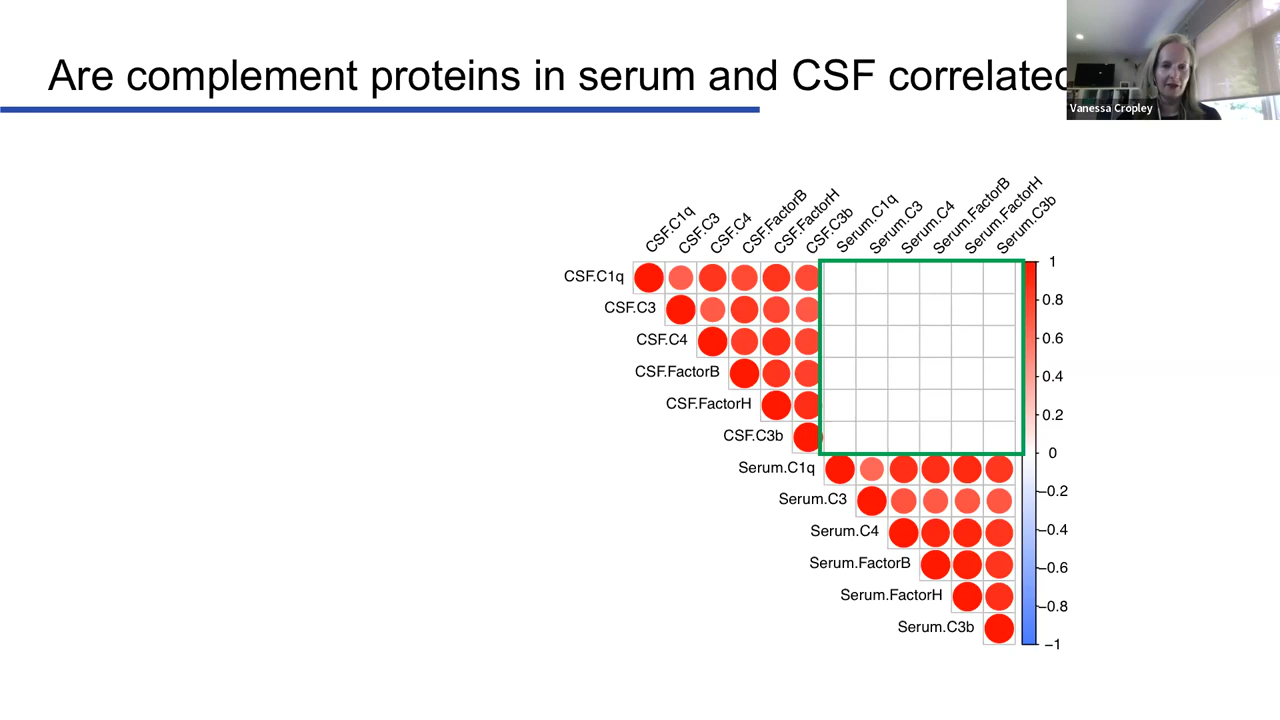 Are complement proteins in serum and CSF correlated
Vanessa Cropley
CSF.C1q
CSF.C3
CSF.C4
CSF.FactorB
CSF.FactorH
CSF.C3b
Serum.C1q
Serum.C3
Serum.C4
Serum.FactorB
Serum.FactorH
Serum.C3b
CSF.C1q
CSF.C3
CSF.C4
CSF.FactorB
CSF.FactorH
CSF.C3b
Serum.C1q
Serum.C3
Serum.C4
Serum.FactorB
Serum.FactorH
Serum.C3b
1
0.8
0.6
0.4
0.2
0
−0.2
−0.4
−0.6
−0.8
−1